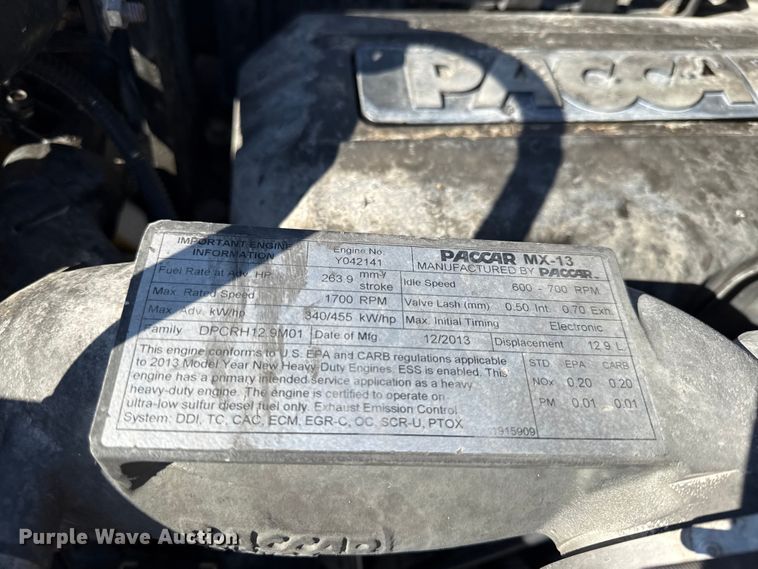 PACCAR
IMPORTANT ENGINE INFORMATION
Engine No. Y042141
PACCAR MX-13
MANUFACTURED BY PACCAR INC
Fuel Rate at Adv. HP 263.9 mm³/stroke
Idle Speed 600 - 700 RPM
Max. Rated Speed 1700 RPM
Valve Lash (mm) 0.50 Int. 0.70 Exh.
Max. Adv. kW/hp 340/455 kW/hp
Max. Initial Timing Electronic
Family DPCRH12.9M01
Date of Mfg 12/2013
Displacement 12.9 L
This engine conforms to U.S. EPA and CARB regulations applicable
to 2013 Model Year New Heavy Duty Engines. ESS is enabled. This
engine has a primary intended service application as a heavy
heavy-duty engine. The engine is certified to operate on
ultra-low sulfur diesel fuel only. Exhaust Emission Control
System: DDI, TC, CAC, ECM, EGR-C, OC, SCR-U, PTOX
STD EPA CARB
NOx 0.20 0.20
PM 0.01 0.01
1915909
PACCAR
Purple Wave Auction
purplewave.com